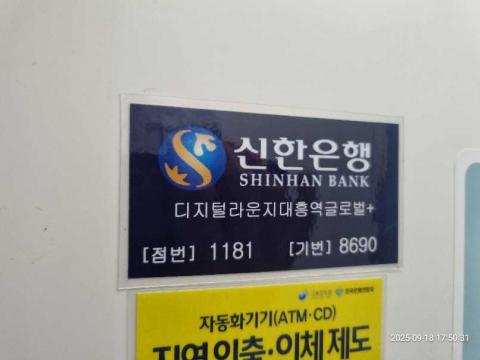 신한은행
SHINHAN BANK
디지털라운지대흥역글로벌+
[점번] 1181 [기번] 8690
자동화기기(ATM·CD)
지연인출·이체 제도
2025-09-18 17:50:31